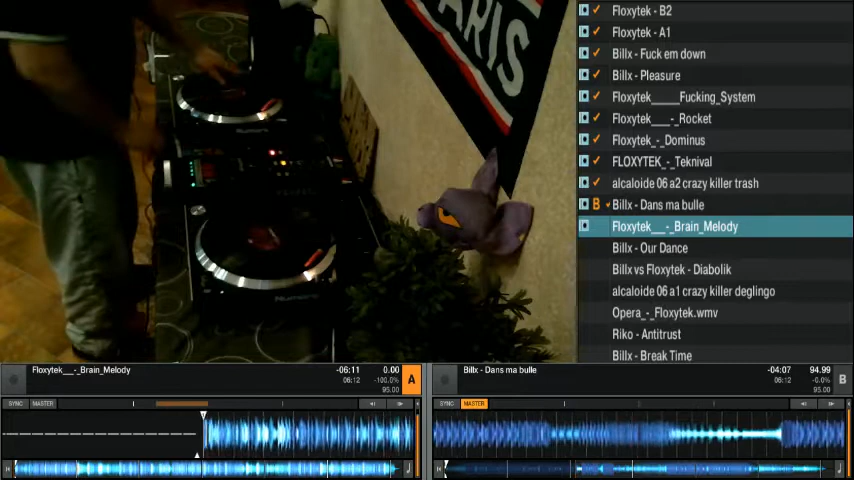 PARIS
Numark
Numark
Floxytek - B2
Floxytek - A1
Billx - Fuck em down
Billx - Pleasure
Floxytek_____Fucking_System
Floxytek___-_Rocket
Floxytek_-_Dominus
FLOXYTEK_-_Teknival
alcaloide 06 a2 crazy killer trash
B Billx - Dans ma bulle
Floxytek__-_Brain_Melody
Billx - Our Dance
Billx vs Floxytek - Diabolik
alcaloide 06 a1 crazy killer deglingo
Opera_-_Floxytek.wmv
Riko - Antitrust
Billx - Break Time
Floxytek__-_Brain_Melody -06:11 0.00
06:12 -100.0% A
95.00
SYNC MASTER
Billx - Dans ma bulle -04:07 94.99
06:12 -0.0% B
95.00
SYNC MASTER